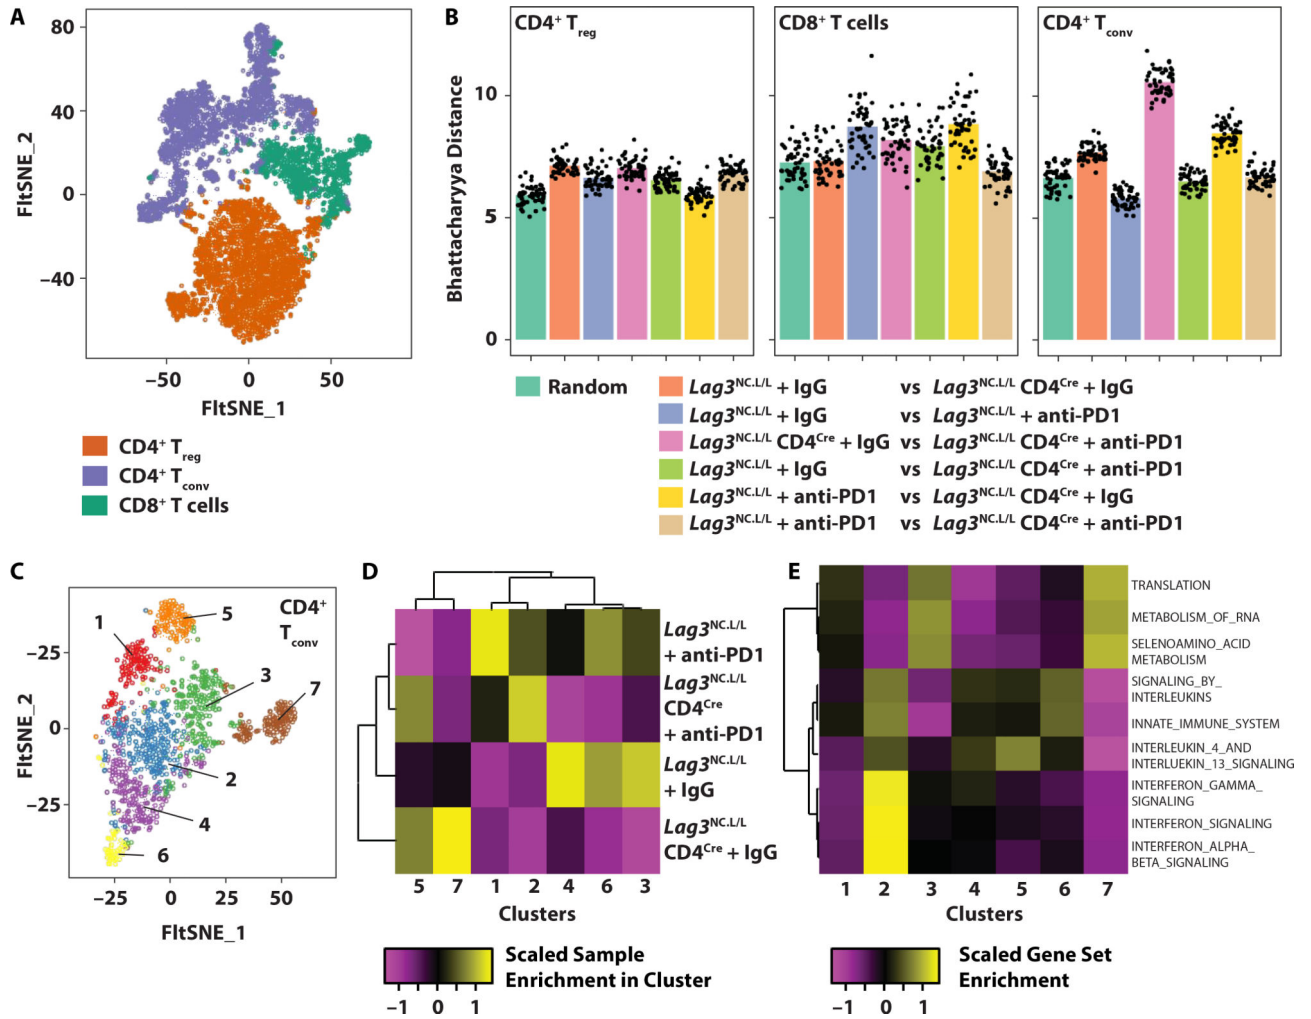 A
80
40
0
−40
FItSNE_2
−50
0
50
FItSNE_1
CD4+ Treg
CD4+ Tconv
CD8+ T cells
B
CD4+ Treg
CD8+ T cells
CD4+ Tconv
Bhattacharyya Distance
10
5
0
Random
Lag3NC.L/L + IgG vs Lag3NC.L/L CD4Cre + IgG
Lag3NC.L/L + IgG vs Lag3NC.L/L + anti-PD1
Lag3NC.L/L CD4Cre + IgG vs Lag3NC.L/L CD4Cre + anti-PD1
Lag3NC.L/L + IgG vs Lag3NC.L/L CD4Cre + anti-PD1
Lag3NC.L/L + anti-PD1 vs Lag3NC.L/L CD4Cre + IgG
Lag3NC.L/L + anti-PD1 vs Lag3NC.L/L CD4Cre + anti-PD1
C
CD4+
Tconv
1
5
3
7
2
4
6
−25
0
−25
FItSNE_2
−25
0
25
50
FItSNE_1
D
Lag3NC.L/L
+ anti-PD1
Lag3NC.L/L
CD4Cre
+ anti-PD1
Lag3NC.L/L
+ IgG
Lag3NC.L/L
CD4Cre + IgG
5 7 1 2 4 6 3
Clusters
−1 0 1
Scaled Sample
Enrichment in Cluster
E
TRANSLATION
METABOLISM_OF_RNA
SELENOAMINO_ACID
METABOLISM
SIGNALING_BY_
INTERLEUKINS
INNATE_IMMUNE_SYSTEM
INTERLEUKIN_4_AND
INTERLUEKIN_13_SIGNALING
INTERFERON_GAMMA_
SIGNALING
INTERFERON_SIGNALING
INTERFERON_ALPHA_
BETA_SIGNALING
1 2 3 4 5 6 7
Clusters
−1 0 1
Scaled Gene Set
Enrichment